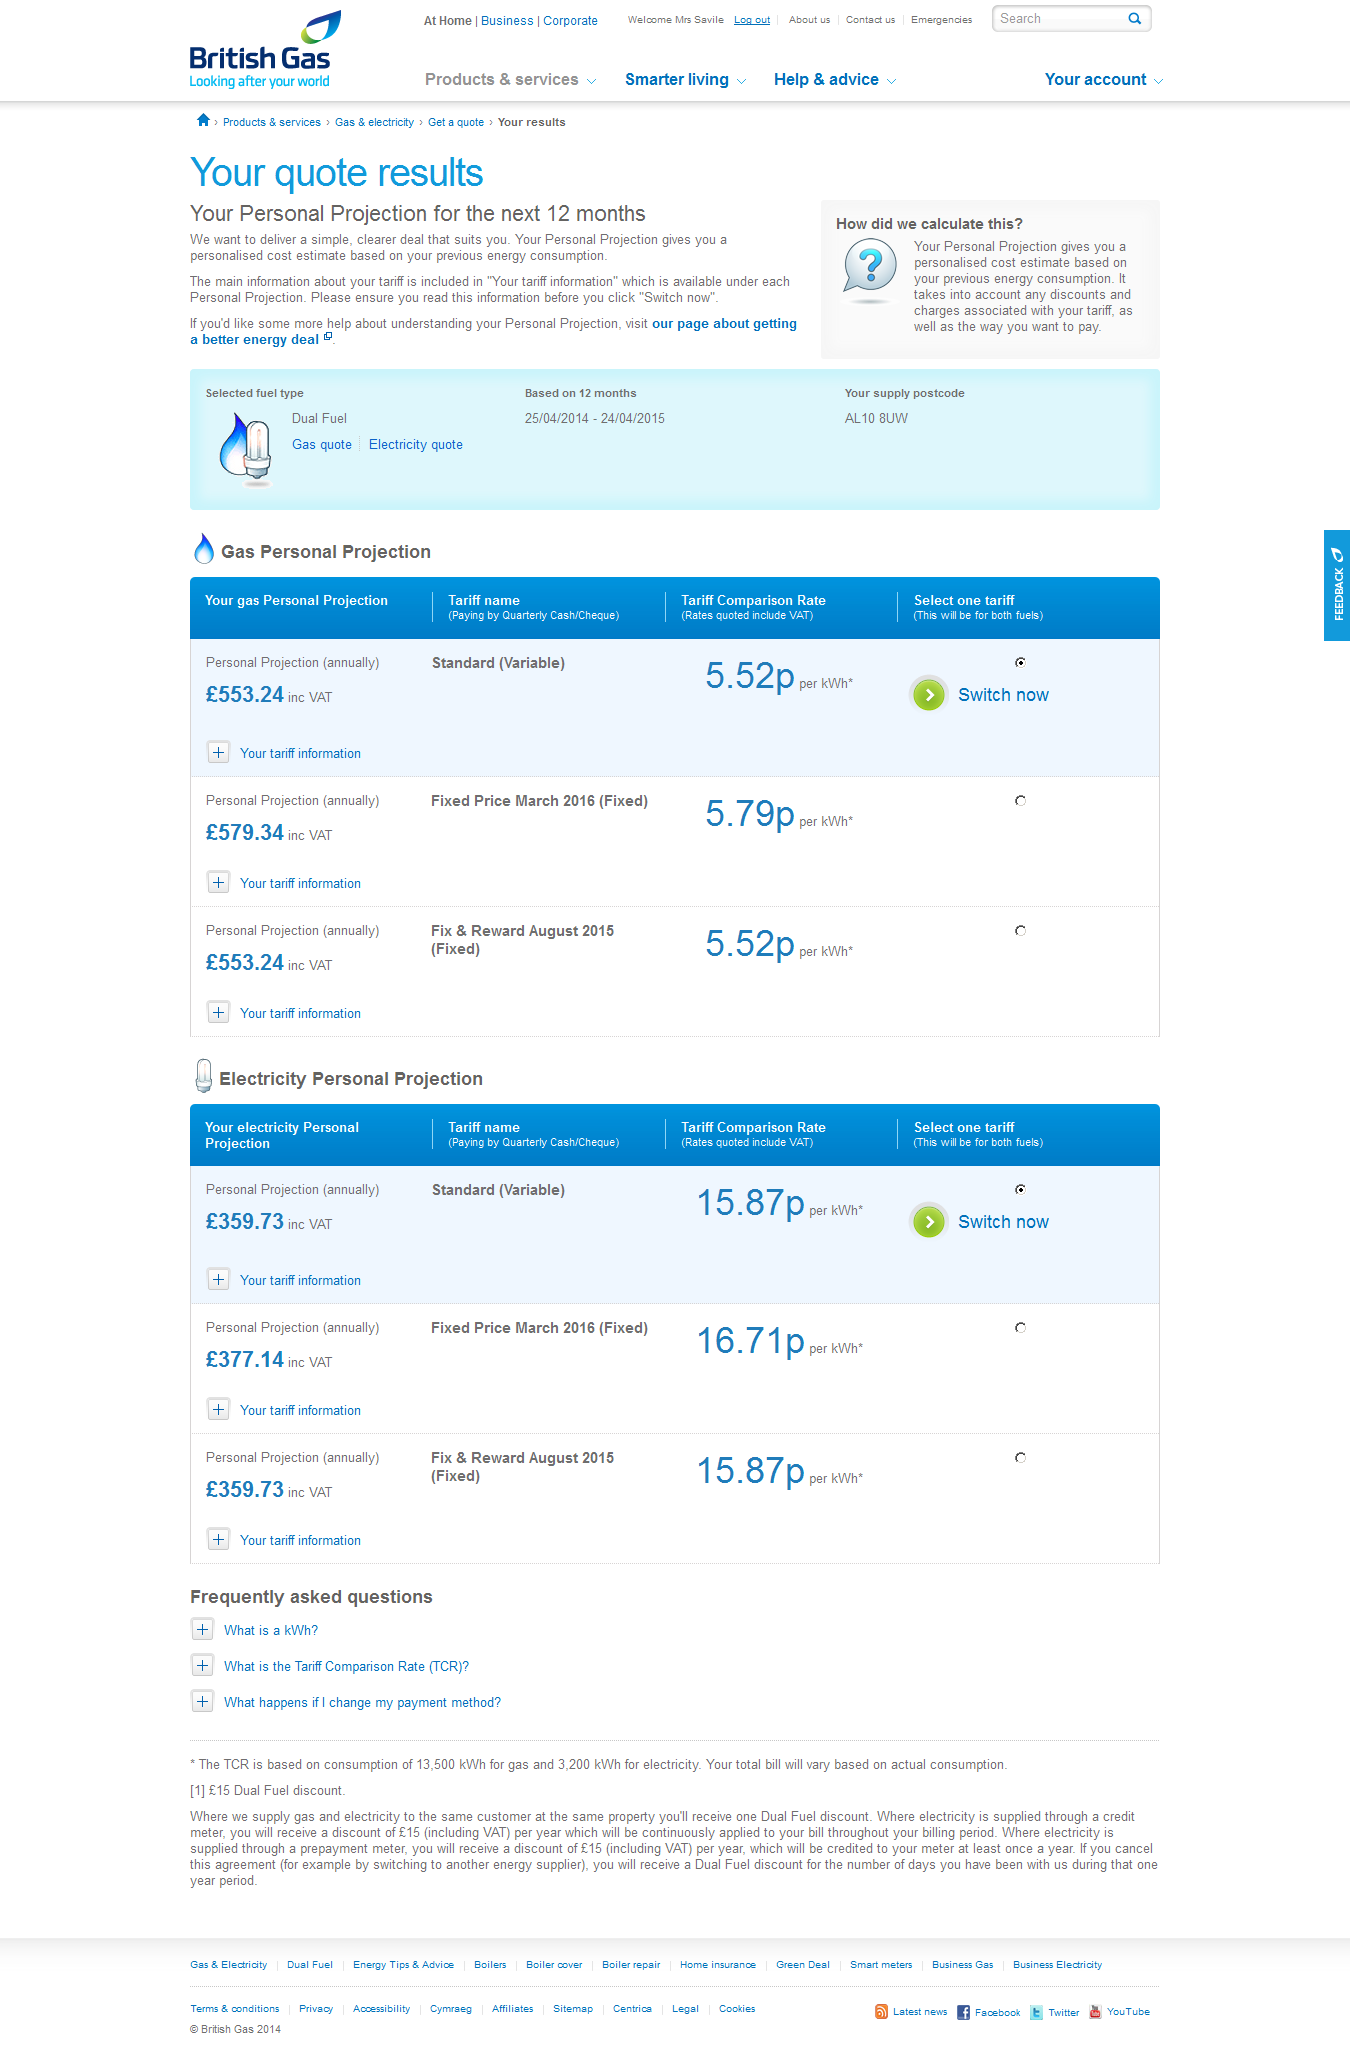 British Gas
Looking after your world
At Home | Business | Corporate
Welcome Mrs Savile Log out About us Contact us Emergencies
Search
Products & services Smarter living Help & advice Your account
› Products & services › Gas & electricity › Get a quote › Your results
Your quote results
Your Personal Projection for the next 12 months
We want to deliver a simple, clearer deal that suits you. Your Personal Projection gives you a
personalised cost estimate based on your previous energy consumption.
The main information about your tariff is included in "Your tariff information" which is available under each
Personal Projection. Please ensure you read this information before you click "Switch now".
If you'd like some more help about understanding your Personal Projection, visit our page about getting
a better energy deal .
How did we calculate this?
?
Your Personal Projection gives you a
personalised cost estimate based on
your previous energy consumption. It
takes into account any discounts and
charges associated with your tariff, as
well as the way you want to pay.
Selected fuel type Based on 12 months Your supply postcode
Dual Fuel 25/04/2014 - 24/04/2015 AL10 8UW
Gas quote Electricity quote
FEEDBACK
Gas Personal Projection
Your gas Personal Projection Tariff name Tariff Comparison Rate Select one tariff
(Paying by Quarterly Cash/Cheque) (Rates quoted include VAT) (This will be for both fuels)
Personal Projection (annually) Standard (Variable) 5.52p per kWh*
£553.24 inc VAT Switch now
Your tariff information
Personal Projection (annually) Fixed Price March 2016 (Fixed) 5.79p per kWh*
£579.34 inc VAT
Your tariff information
Personal Projection (annually) Fix & Reward August 2015
(Fixed) 5.52p per kWh*
£553.24 inc VAT
Your tariff information
Electricity Personal Projection
Your electricity Personal
Projection
Tariff name Tariff Comparison Rate Select one tariff
(Paying by Quarterly Cash/Cheque) (Rates quoted include VAT) (This will be for both fuels)
Personal Projection (annually) Standard (Variable) 15.87p per kWh*
£359.73 inc VAT Switch now
Your tariff information
Personal Projection (annually) Fixed Price March 2016 (Fixed) 16.71p per kWh*
£377.14 inc VAT
Your tariff information
Personal Projection (annually) Fix & Reward August 2015
(Fixed) 15.87p per kWh*
£359.73 inc VAT
Your tariff information
Frequently asked questions
What is a kWh?
What is the Tariff Comparison Rate (TCR)?
What happens if I change my payment method?
* The TCR is based on consumption of 13,500 kWh for gas and 3,200 kWh for electricity. Your total bill will vary based on actual consumption.
[1] £15 Dual Fuel discount.
Where we supply gas and electricity to the same customer at the same property you'll receive one Dual Fuel discount. Where electricity is supplied through a credit
meter, you will receive a discount of £15 (including VAT) per year which will be continuously applied to your bill throughout your billing period. Where electricity is
supplied through a prepayment meter, you will receive a discount of £15 (including VAT) per year, which will be credited to your meter at least once a year. If you cancel
this agreement (for example by switching to another energy supplier), you will receive a Dual Fuel discount for the number of days you have been with us during that one
year period.
Gas & Electricity Dual Fuel Energy Tips & Advice Boilers Boiler cover Boiler repair Home insurance Green Deal Smart meters Business Gas Business Electricity
Terms & conditions Privacy Accessibility Cymraeg Affiliates Sitemap Centrica Legal Cookies
Latest news Facebook Twitter YouTube
© British Gas 2014